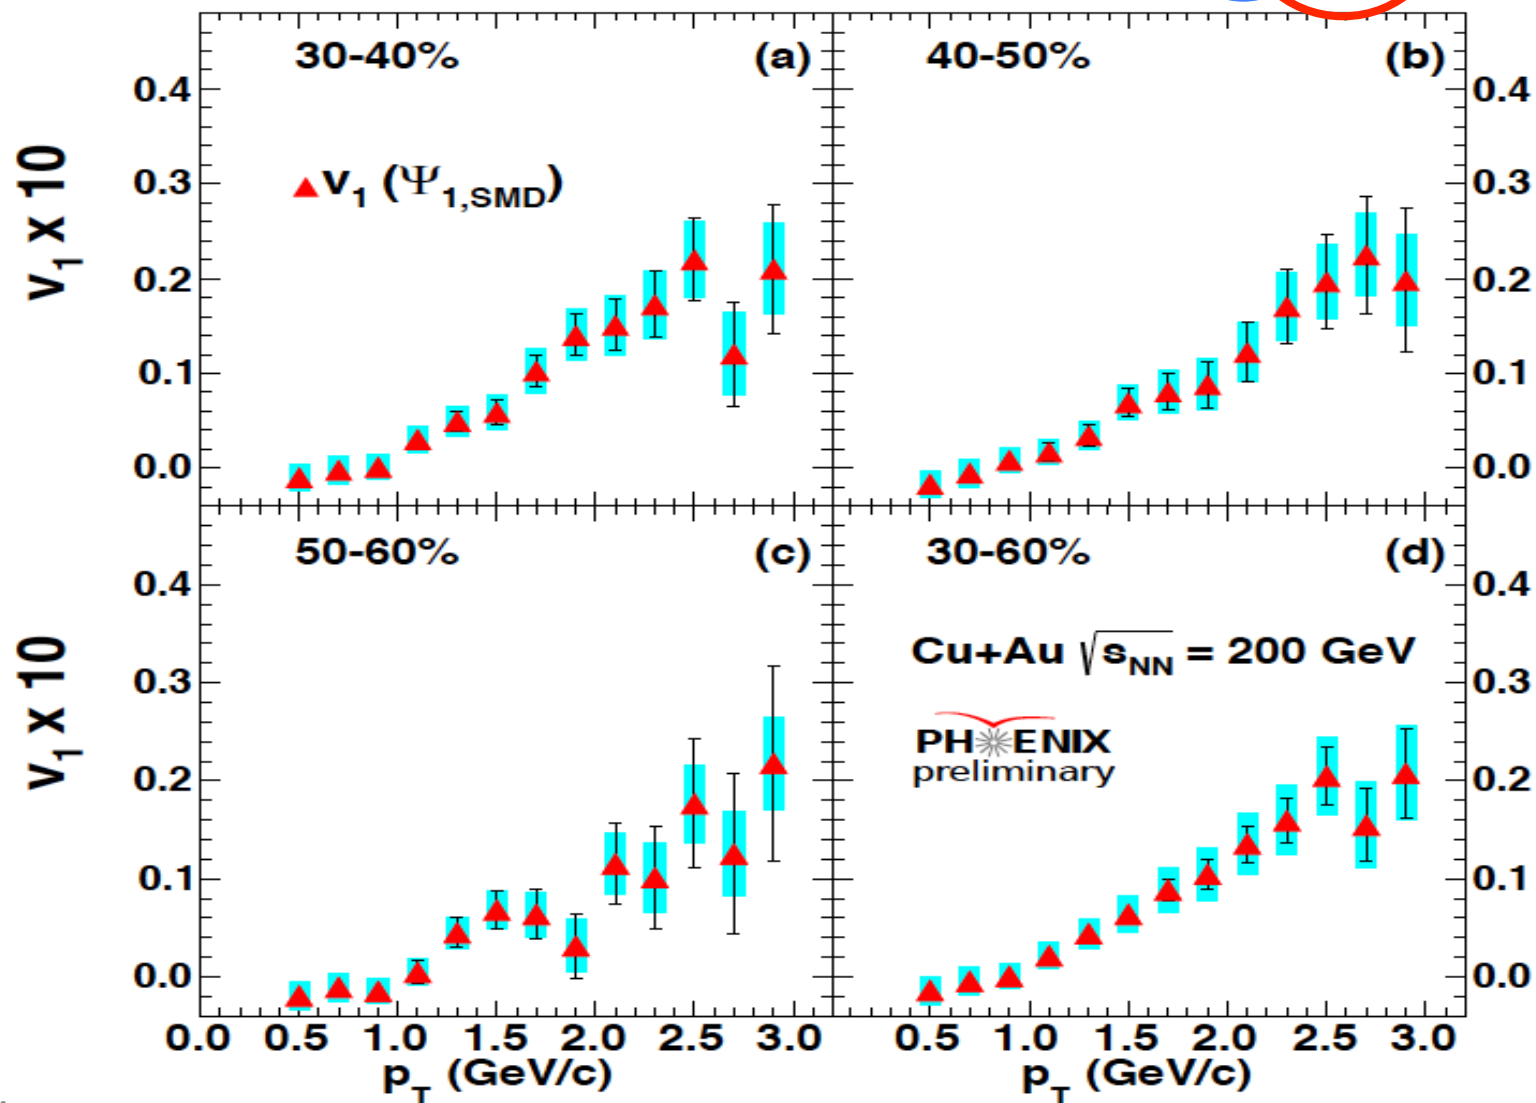 30-40% (a) 40-50% (b)
0.4 0.4
v₁ (Ψ₁,SMD)
0.3 0.3
v₁ x 10
0.2 0.2
0.1 0.1
0.0 0.0
50-60% (c) 30-60% (d)
0.4 0.4
Cu+Au √sNN = 200 GeV
0.3 0.3
v₁ x 10
PHENIX
preliminary
0.2 0.2
0.1 0.1
0.0 0.0
0.0 0.5 1.0 1.5 2.0 2.5 3.0 0.5 1.0 1.5 2.0 2.5 3.0
pT (GeV/c) pT (GeV/c)